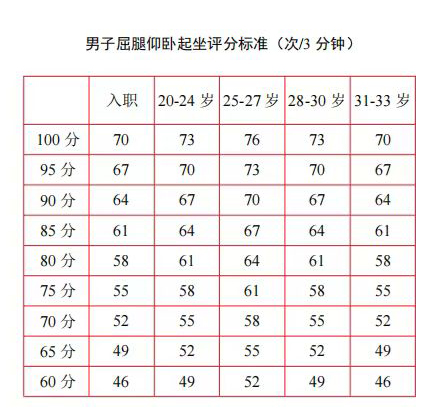 男子屈腿仰卧起坐评分标准（次/3 分钟）
入职 20-24 岁 25-27 岁 28-30 岁 31-33 岁
100 分 70 73 76 73 70
95 分 67 70 73 70 67
90 分 64 67 70 67 64
85 分 61 64 67 64 61
80 分 58 61 64 61 58
75 分 55 58 61 58 55
70 分 52 55 58 55 52
65 分 49 52 55 52 49
60 分 46 49 52 49 46